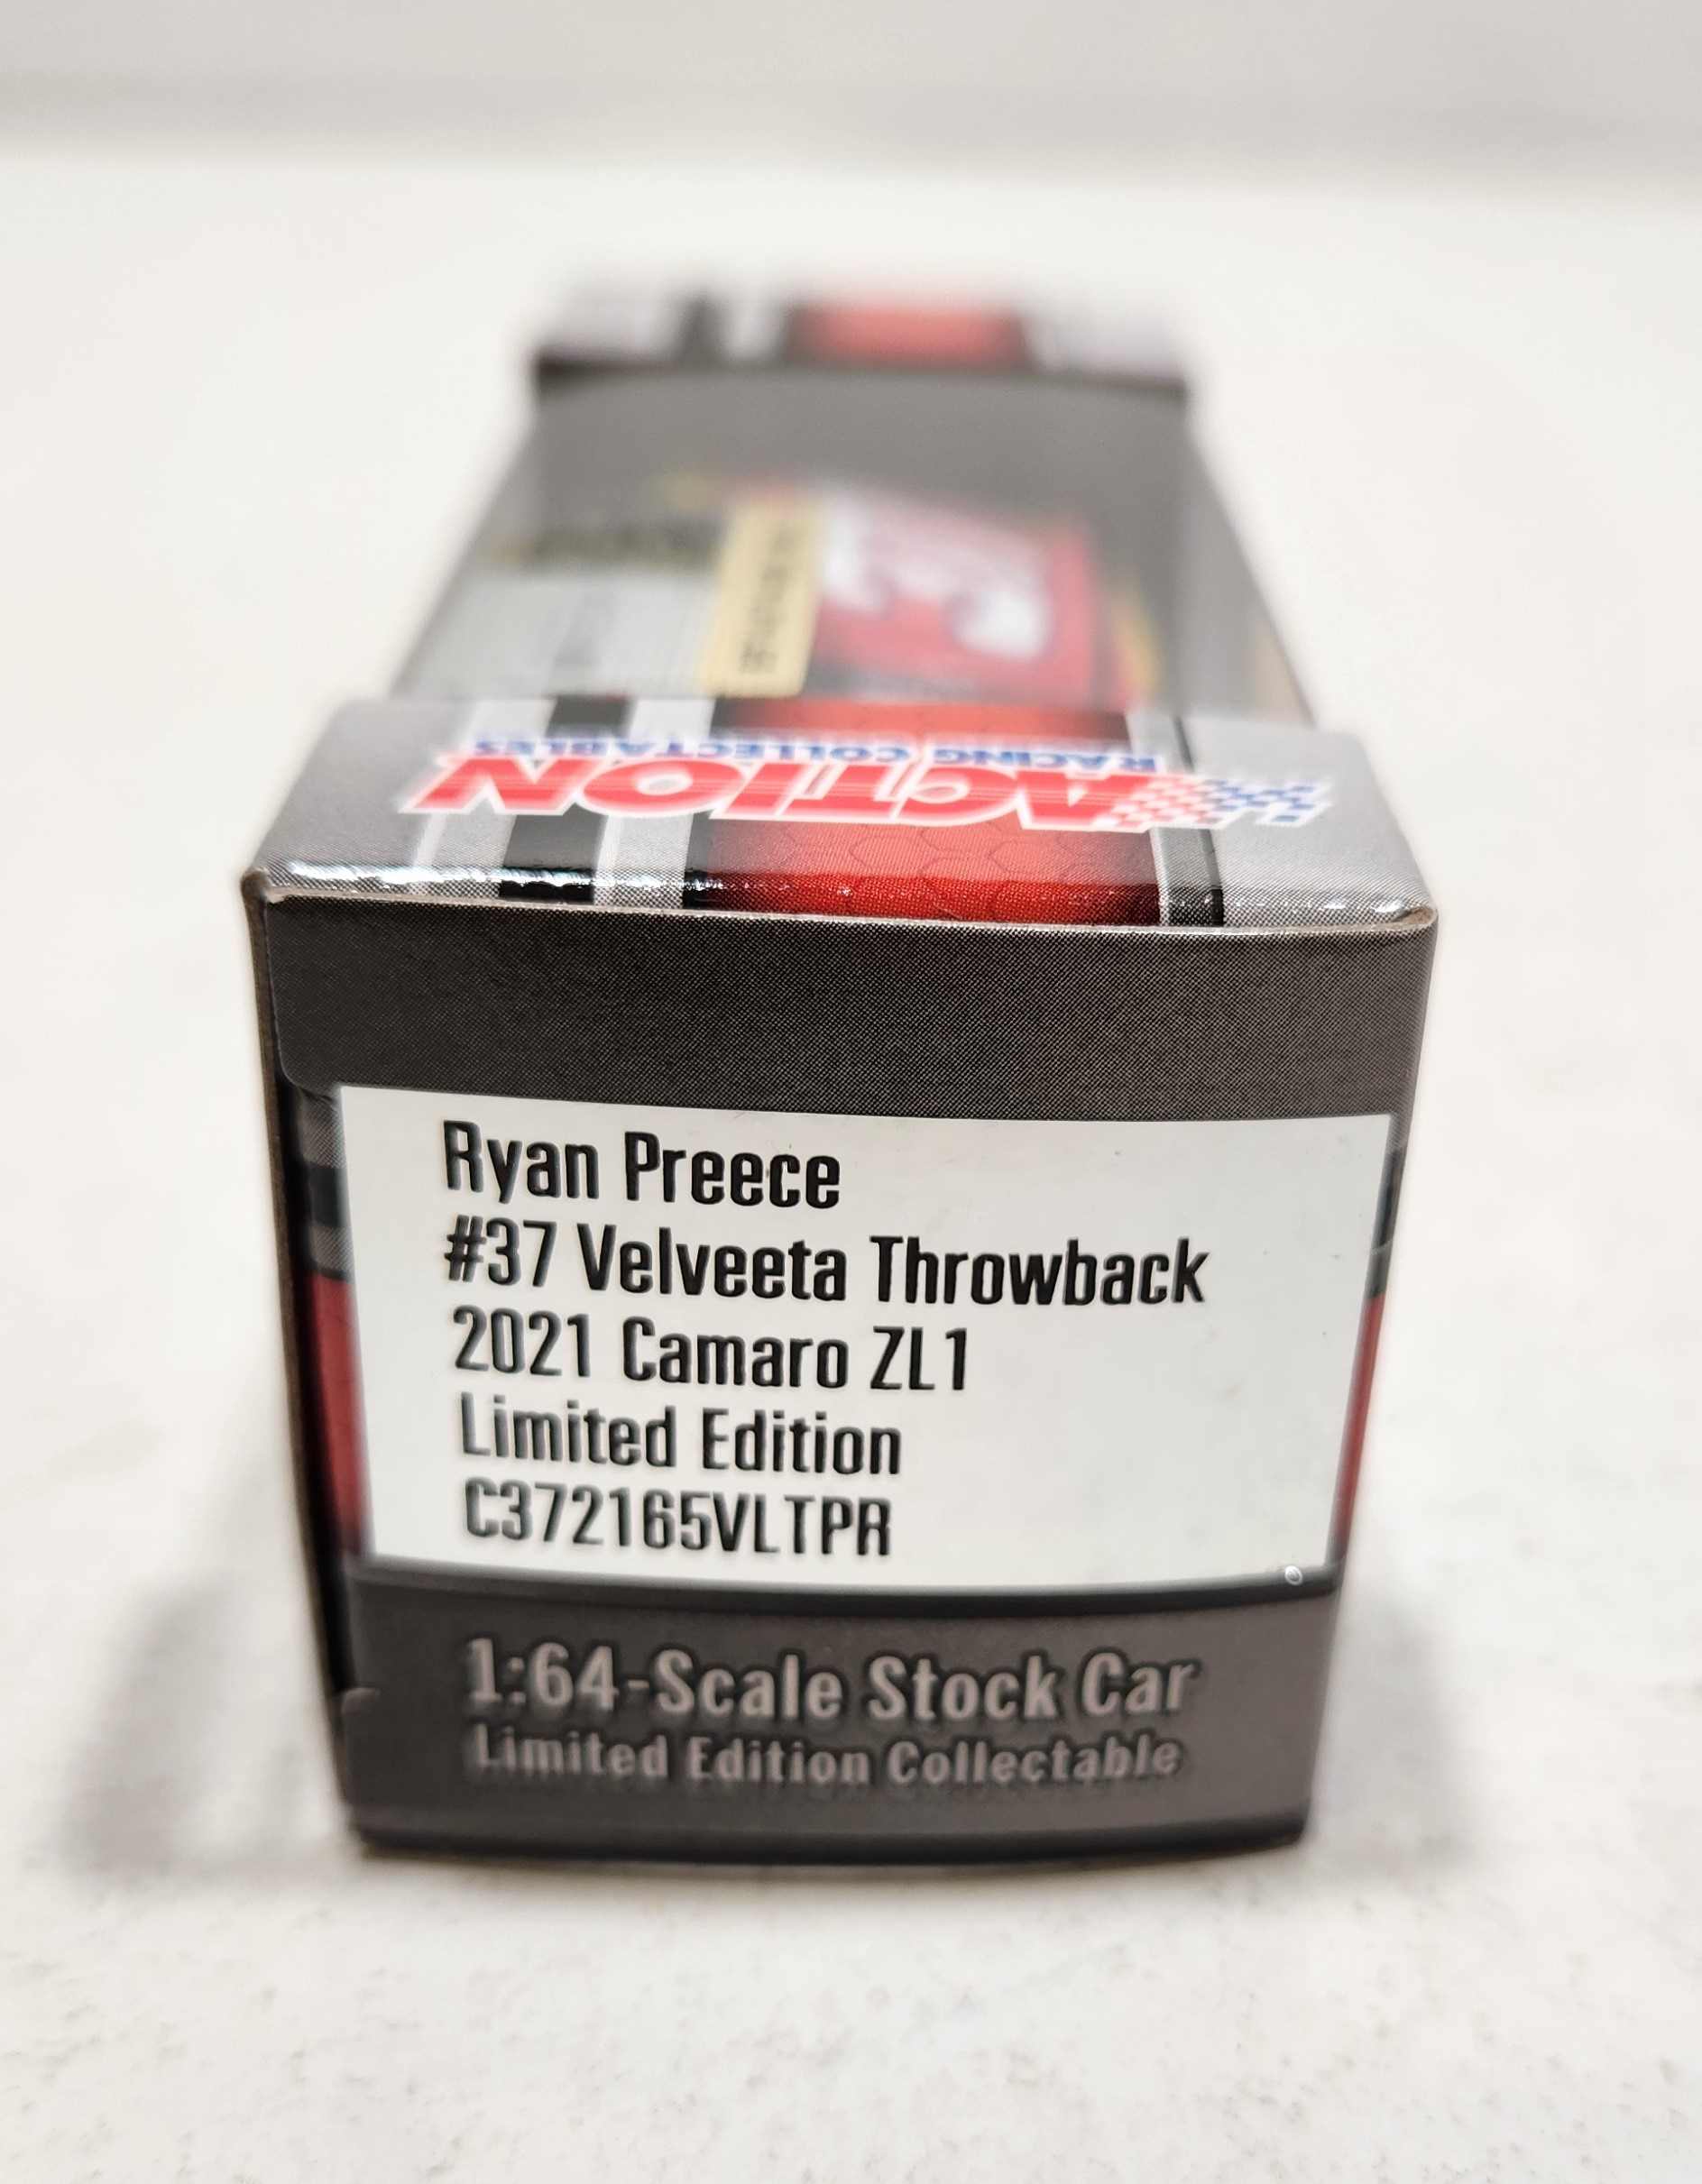 RACING COLLECTABLES
ACTION
Ryan Preece
#37 Velveeta Throwback
2021 Camaro ZL1
Limited Edition
C372165VLTPR
1:64-Scale Stock Car
Limited Edition Collectable